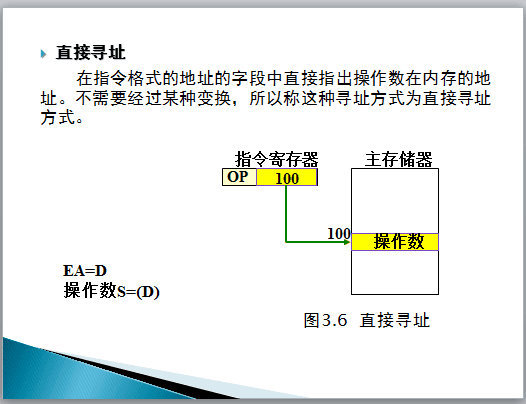 直接寻址
在指令格式的地址的字段中直接指出操作数在内存的地
址。不需要经过某种变换，所以称这种寻址方式为直接寻址
方式。
指令寄存器 主存储器
OP 100
100 操作数
EA=D
操作数S=(D)
图3.6 直接寻址